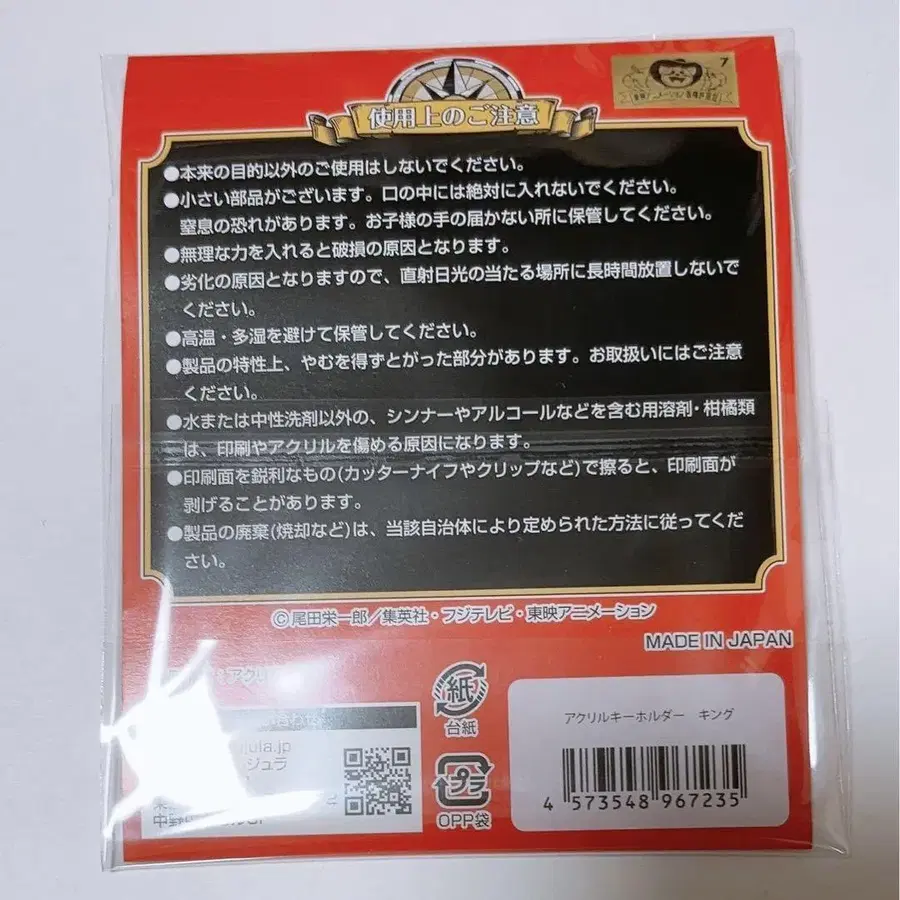 7
使用上のご注意
●本来の目的以外のご使用はしないでください。
●小さい部品がございます。口の中には絶対に入れないでください。
窒息の恐れがあります。お子様の手の届かない所に保管してください。
●無理な力を入れると破損の原因となります。
●劣化の原因となりますので、直射日光の当たる場所に長時間放置しないで
ください。
●高温・多湿を避けて保管してください。
●製品の特性上、やむを得ずとがった部分があります。お取扱いにはご注意
ください。
●水または中性洗剤以外の、シンナーやアルコールなどを含む用溶剤・柑橘類
は、印刷やアクリルを傷める原因になります。
●印刷面を鋭利なもの(カッターナイフやクリップなど)で擦ると、印刷面が
剥げることがあります。
●製品の廃棄(焼却など)は、当該自治体により定められた方法に従ってくだ
さい。
©尾田栄一郎/集英社・フジテレビ・東映アニメーション
MADE IN JAPAN
紙
台紙
プラ
OPP袋
アクリルキーホルダー キング
4 573548 967235